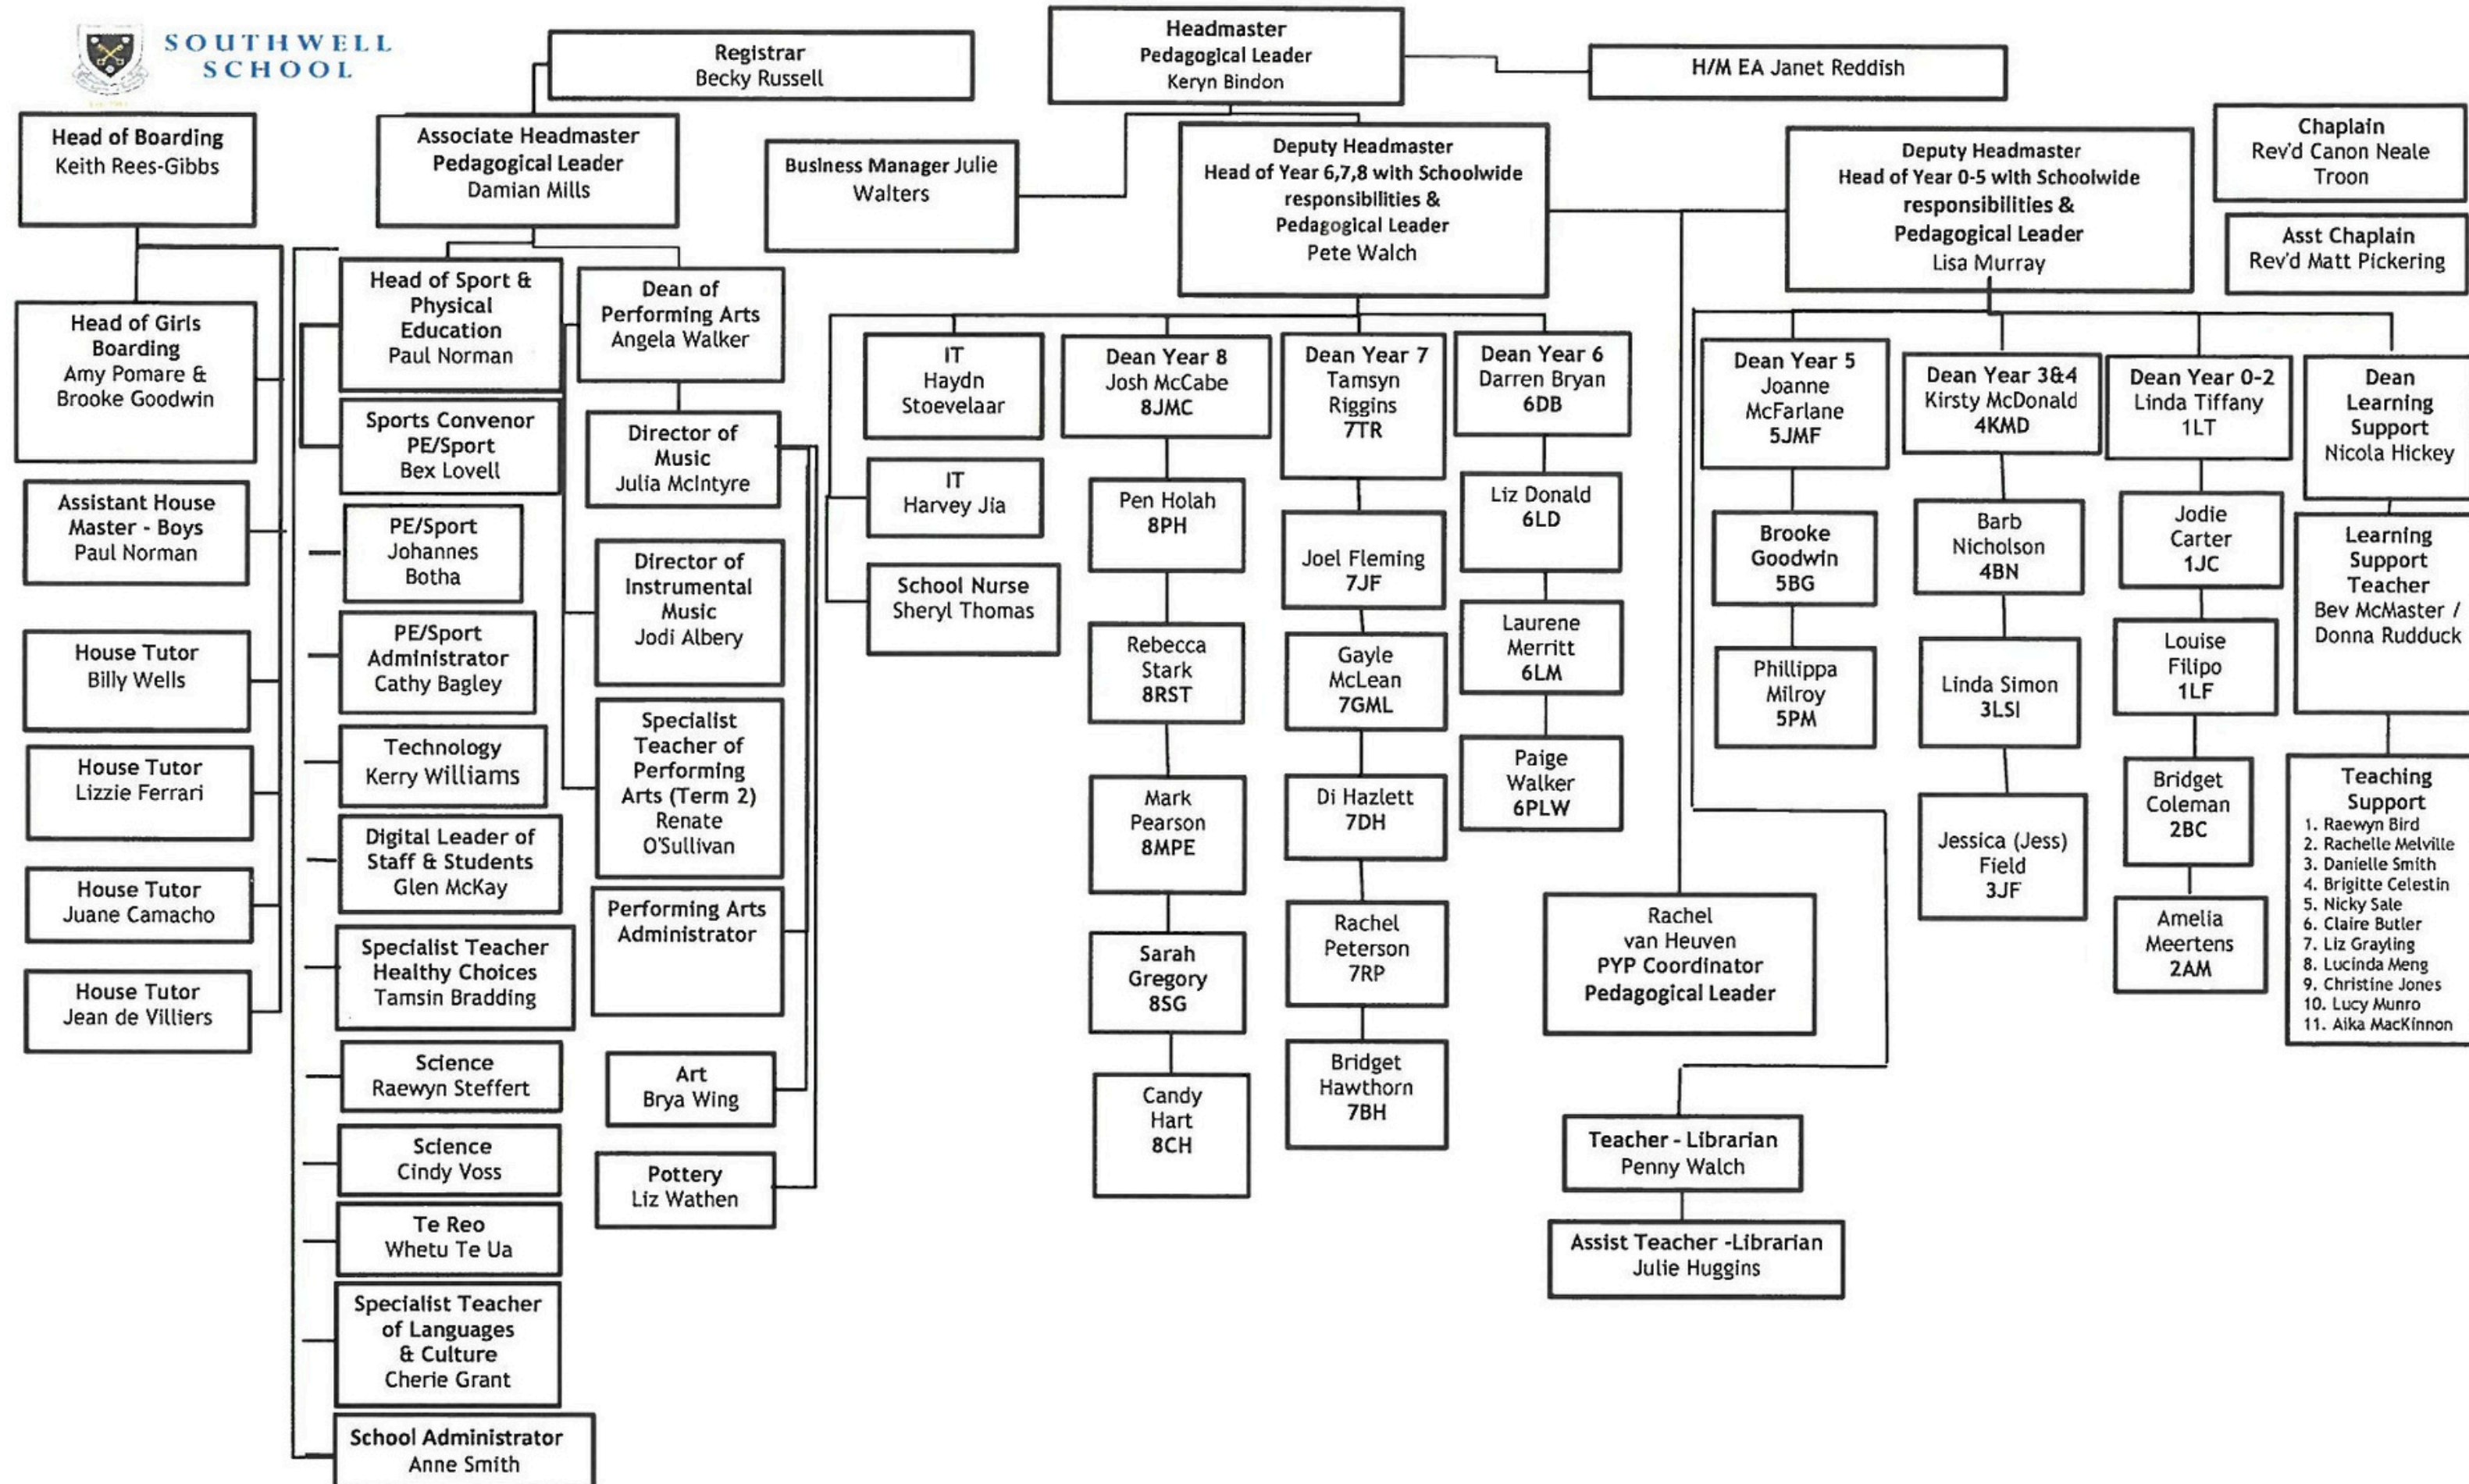 SOUTHWELL
SCHOOL
Registrar
Becky Russell
Headmaster
Pedagogical Leader
Keryn Bindon
H/M EA Janet Reddish
Head of Boarding
Keith Rees-Gibbs
Associate Headmaster
Pedagogical Leader
Damian Mills
Business Manager Julie
Walters
Deputy Headmaster
Head of Year 6,7,8 with Schoolwide
responsibilities &
Pedagogical Leader
Pete Walch
Deputy Headmaster
Head of Year 0-5 with Schoolwide
responsibilities &
Pedagogical Leader
Lisa Murray
Chaplain
Rev'd Canon Neale
Troon
Asst Chaplain
Rev'd Matt Pickering
Head of Girls
Boarding
Amy Pomare &
Brooke Goodwin
Assistant House
Master - Boys
Paul Norman
House Tutor
Billy Wells
House Tutor
Lizzie Ferrari
House Tutor
Juane Camacho
House Tutor
Jean de Villiers
Head of Sport &
Physical
Education
Paul Norman
Sports Convenor
PE/Sport
Bex Lovell
PE/Sport
Johannes
Botha
PE/Sport
Administrator
Cathy Bagley
Technology
Kerry Williams
Digital Leader of
Staff & Students
Glen McKay
Specialist Teacher
Healthy Choices
Tamsin Bradding
Science
Raewyn Steffert
Science
Cindy Voss
Te Reo
Whetu Te Ua
Specialist Teacher
of Languages
& Culture
Cherie Grant
School Administrator
Anne Smith
Dean of
Performing Arts
Angela Walker
Director of
Music
Julia McIntyre
Director of
Instrumental
Music
Jodi Albery
Specialist
Teacher of
Performing
Arts (Term 2)
Renate
O'Sullivan
Performing Arts
Administrator
Art
Brya Wing
Pottery
Liz Wathen
IT
Haydn
Stoevelaar
IT
Harvey Jia
School Nurse
Sheryl Thomas
Dean Year 8
Josh McCabe
8JMC
Pen Holah
8PH
Rebecca
Stark
8RST
Mark
Pearson
8MPE
Sarah
Gregory
8SG
Candy
Hart
8CH
Dean Year 7
Tamsyn
Riggins
7TR
Joel Fleming
7JF
Gayle
McLean
7GML
Di Hazlett
7DH
Rachel
Peterson
7RP
Bridget
Hawthorn
7BH
Dean Year 6
Darren Bryan
6DB
Liz Donald
6LD
Laurene
Merritt
6LM
Paige
Walker
6PLW
Rachel
van Heuven
PYP Coordinator
Pedagogical Leader
Teacher - Librarian
Penny Walch
Assist Teacher -Librarian
Julie Huggins
Dean Year 5
Joanne
McFarlane
5JMF
Brooke
Goodwin
5BG
Phillippa
Milroy
5PM
Dean Year 3&4
Kirsty McDonald
4KMD
Barb
Nicholson
4BN
Linda Simon
3LSI
Jessica (Jess)
Field
3JF
Dean Year 0-2
Linda Tiffany
1LT
Jodie
Carter
1JC
Louise
Filipo
1LF
Bridget
Coleman
2BC
Amelia
Meertens
2AM
Dean
Learning
Support
Nicola Hickey
Learning
Support
Teacher
Bev McMaster /
Donna Rudduck
Teaching
Support
1. Raewyn Bird
2. Rachelle Melville
3. Danielle Smith
4. Brigitte Celestin
5. Nicky Sale
6. Claire Butler
7. Liz Grayling
8. Lucinda Meng
9. Christine Jones
10. Lucy Munro
11. Aika MacKinnon